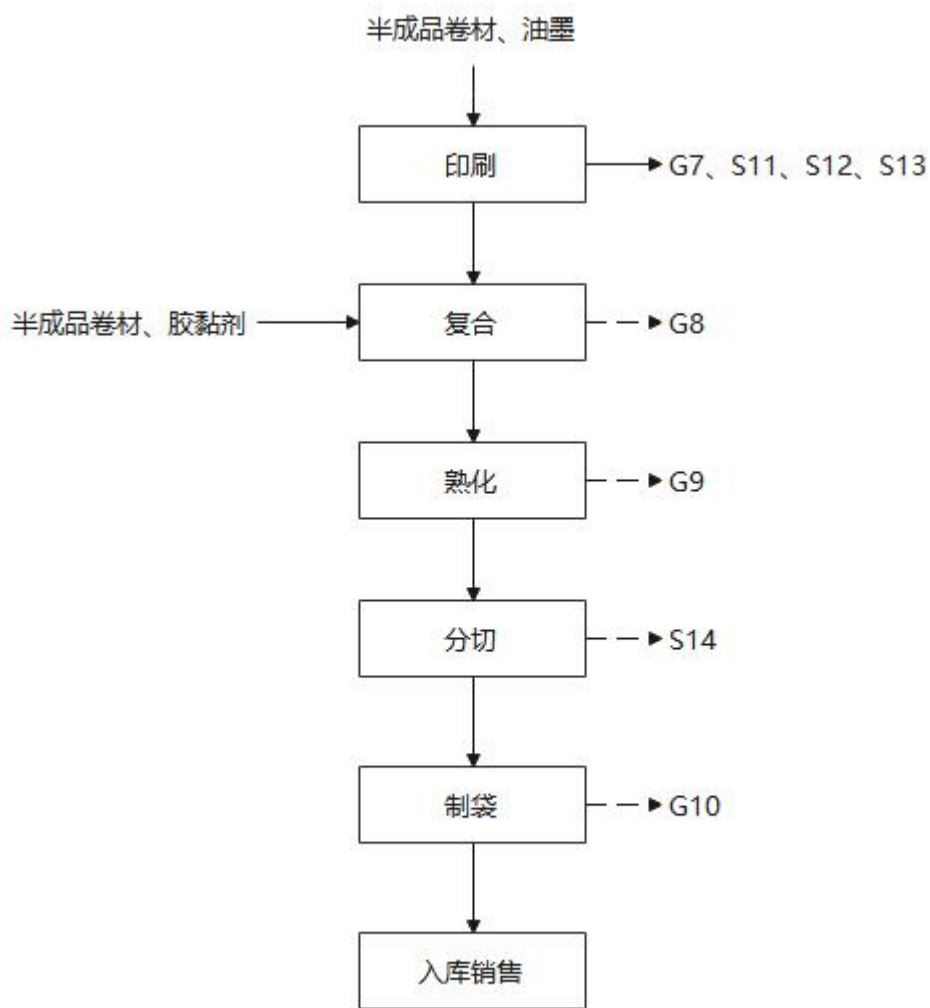 半成品卷材、油墨
印刷
G7、S11、S12、S13
半成品卷材、胶黏剂
复合
G8
熟化
G9
分切
S14
制袋
G10
入库销售